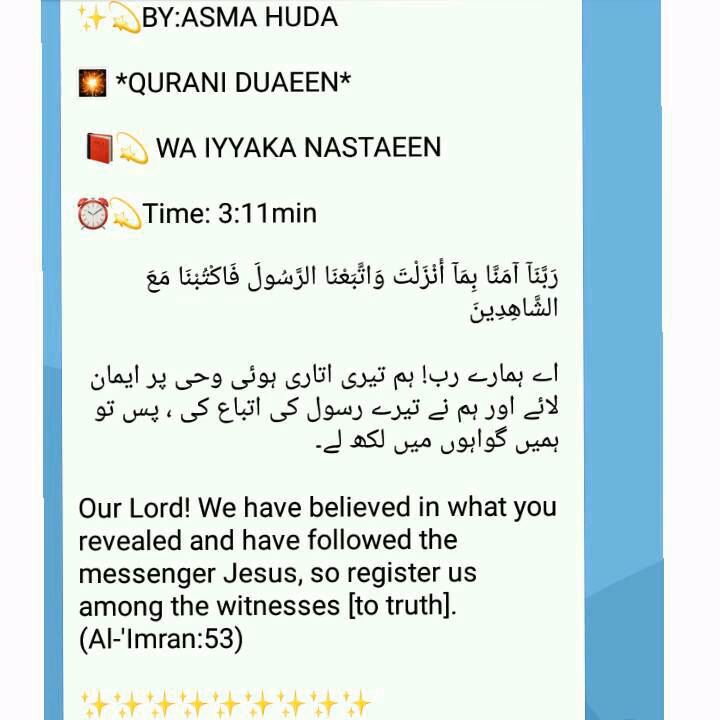 BY:ASMA HUDA
*QURANI DUAEEN*
WA IYYAKA NASTAEEN
Time: 3:11min
رَبَّنَآ آمَنَّا بِمَآ أَنْزَلْتَ وَاتَّبَعْنَا الرَّسُولَ فَاكْتُبْنَا مَعَ
الشَّاهِدِينَ
اے ہمارے رب! ہم تیری اتاری ہوئی وحی پر ایمان
لائے اور ہم نے تیرے رسول کی اتباع کی ، پس تو
ہمیں گواہوں میں لکھ لے۔
Our Lord! We have believed in what you
revealed and have followed the
messenger Jesus, so register us
among the witnesses [to truth].
(Al-'Imran:53)